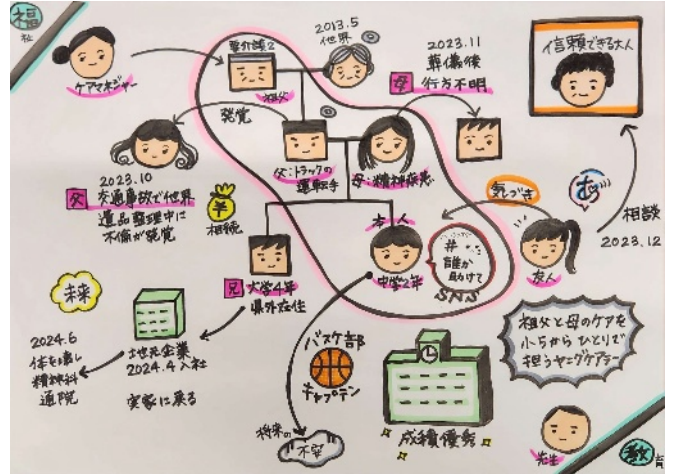 福
祉
ケアマネジャー
要介護2
祖父
2013.5
他界
母
2023.11
葬儀後
行方不明
信頼できる大人
発覚
父
2023.10
交通事故で他界
遺品整理中に
不倫が発覚
¥
相続
父:トラックの
運転手
母:精神疾患
気づき
相談
2023.12
本人
中学2年
#
誰か
助けて
SNS
友人
兄 大学4年
県外在住
未来
2024.6
体を壊し
精神科
通院
地元企業
2024.4入社
実家に戻る
バスケ部
キャプテン
成績優秀
将来の
不安
祖父と母のケアを
小5からひとりで
担うヤングケアラー
先生
教
育